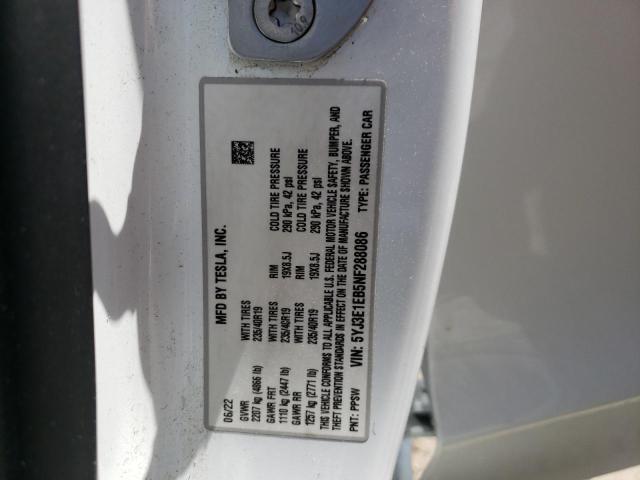 10.9
MFD BY TESLA, INC.
06/22
GVWR WITH TIRES RIM COLD TIRE PRESSURE
2207 kg (4866 lb) 235/40R19 19X8.5J 290 kPa, 42 psi
GAWR FRT WITH TIRES RIM COLD TIRE PRESSURE
1110 kg (2447 lb) 235/40R19 19X8.5J 290 kPa, 42 psi
GAWR RR
1257 kg (2771 lb) 235/40R19
THIS VEHICLE CONFORMS TO ALL APPLICABLE U.S. FEDERAL MOTOR VEHICLE SAFETY, BUMPER, AND
THEFT PREVENTION STANDARDS IN EFFECT ON THE DATE OF MANUFACTURE SHOWN ABOVE.
PNT: PPSW VIN: 5YJ3E1EB5NF288086 TYPE: PASSENGER CAR